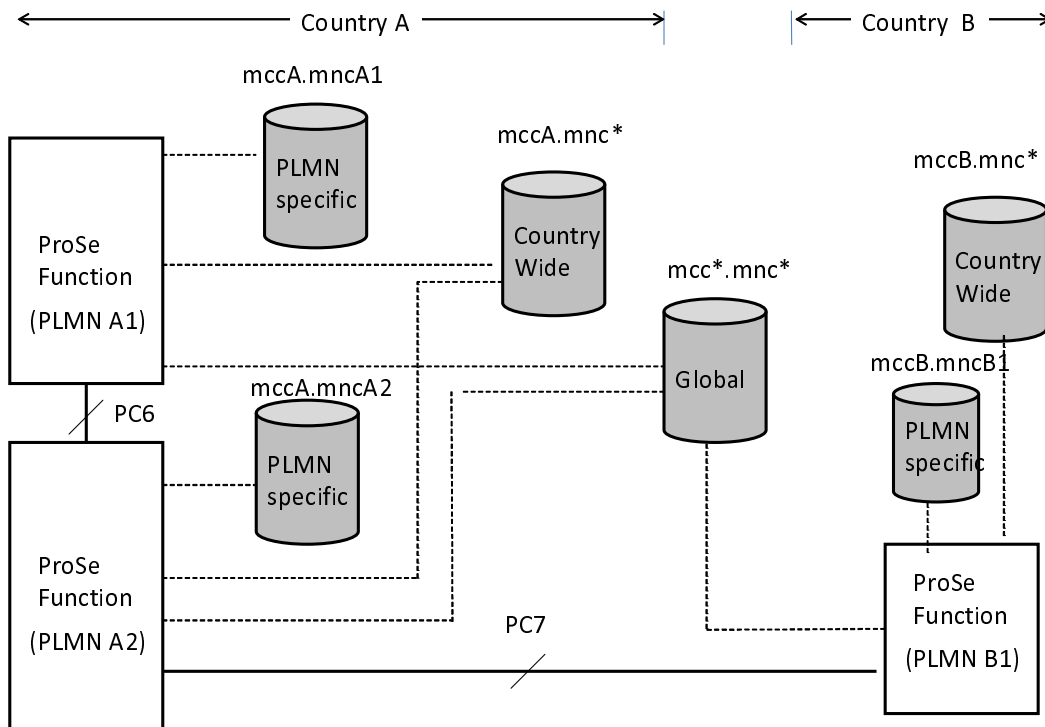 Country A
Country B
mccA.mncA1
PLMN
specific
mccA.mnc*
Country
Wide
mccB.mnc*
Country
Wide
ProSe
Function
(PLMN A1)
mcc*.mnc*
Global
mccB.mncB1
PLMN
specific
mccA.mncA2
PLMN
specific
PC6
ProSe
Function
(PLMN A2)
PC7
ProSe
Function
(PLMN B1)